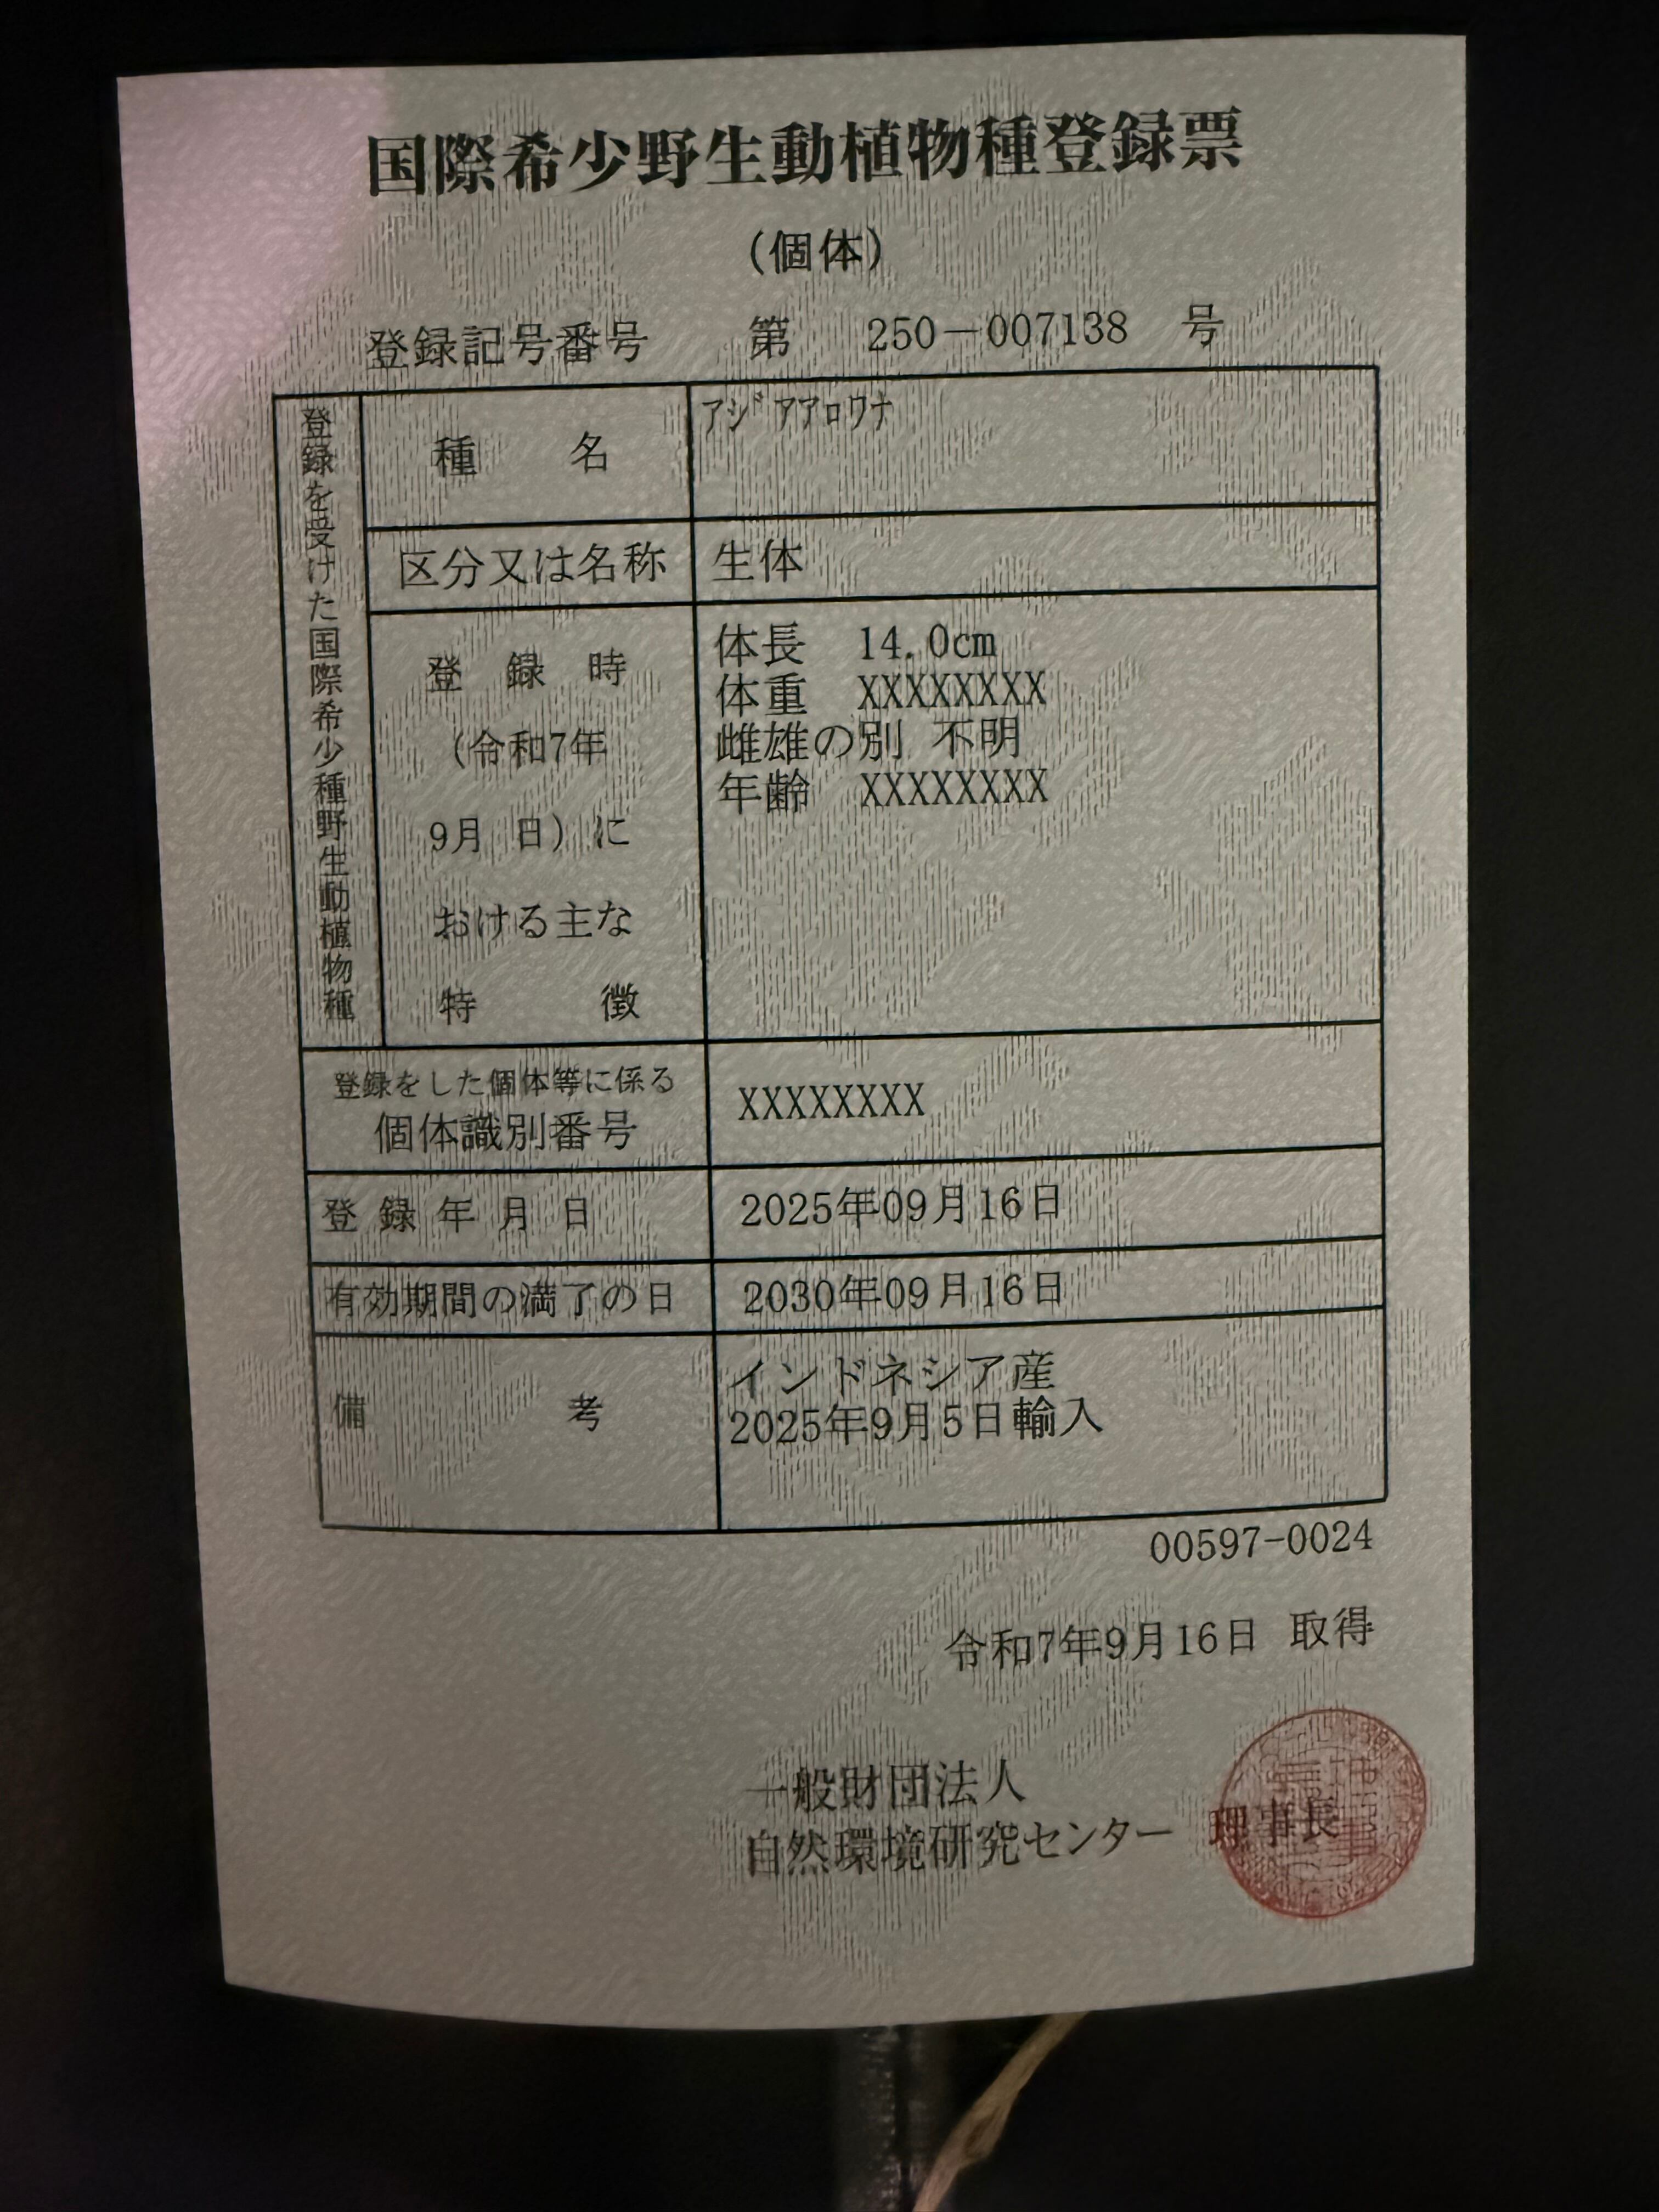 国際希少野生動植物種登録票
(個体)
登録記号番号 第 250－007138 号
登録を受けた国際希少種野生動植物種
種 名 ｱｼﾞｱｱﾛﾜﾅ
区分又は名称 生体
登 録 時
(令和7年
9月 日) に
おける主な
特 徴
体長 14.0cm
体重 XXXXXXXX
雌雄の別 不明
年齢 XXXXXXXX
登録をした個体等に係る
個体識別番号
XXXXXXXX
登 録 年 月 日 2025年09月16日
有効期間の満了の日 2030年09月16日
備 考
インドネシア産
2025年9月5日輸入
00597-0024
令和7年9月16日 取得
一般財団法人
自然環境研究センター 理事長